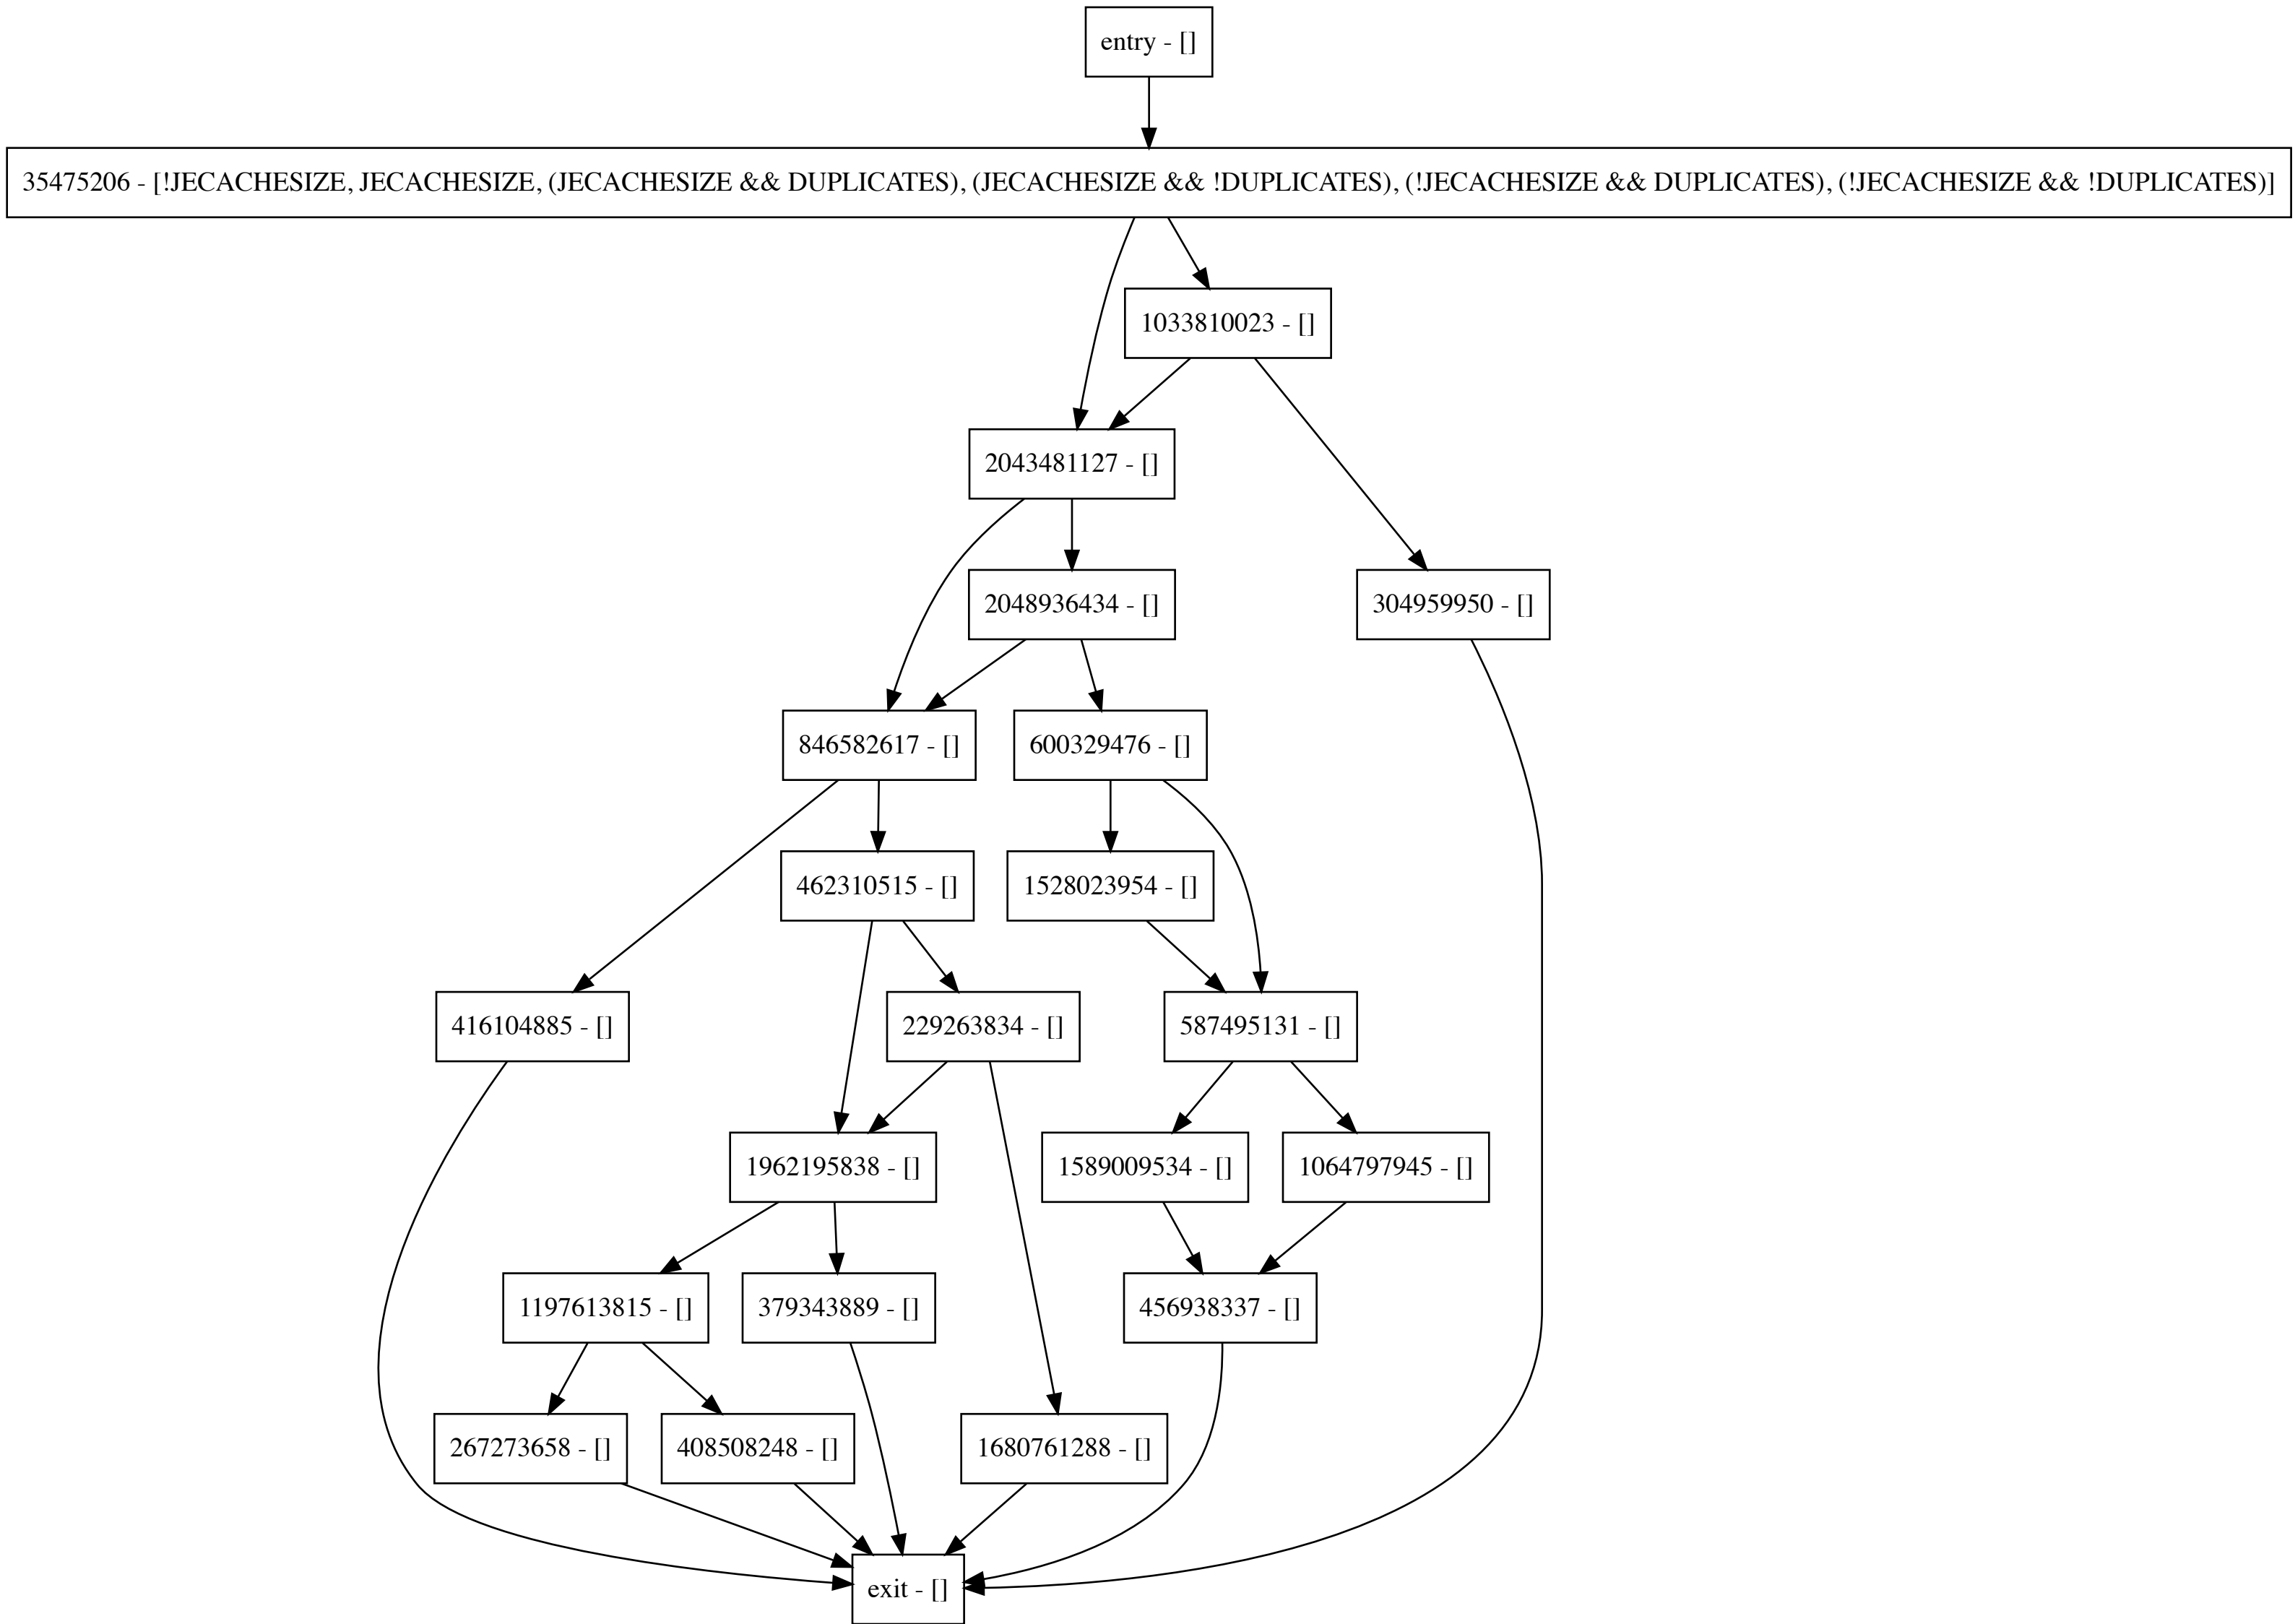 entry - []
35475206 - [!JECACHESIZE, JECACHESIZE, (JECACHESIZE && DUPLICATES), (JECACHESIZE && !DUPLICATES), (!JECACHESIZE && DUPLICATES), (!JECACHESIZE && !DUPLICATES)]
1033810023 - []
2043481127 - []
2048936434 - []
304959950 - []
846582617 - []
600329476 - []
462310515 - []
1528023954 - []
416104885 - []
229263834 - []
587495131 - []
1962195838 - []
1589009534 - []
1064797945 - []
1197613815 - []
379343889 - []
456938337 - []
267273658 - []
408508248 - []
1680761288 - []
exit - []